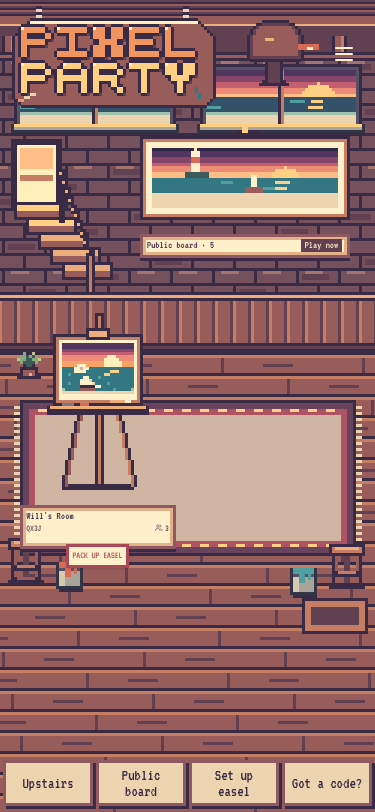 PIXEL
PARTY
Public board · 5
Play now
Will's Room
QX3J
3
PACK UP EASEL
Upstairs
Public
board
Set up
easel
Got a code?